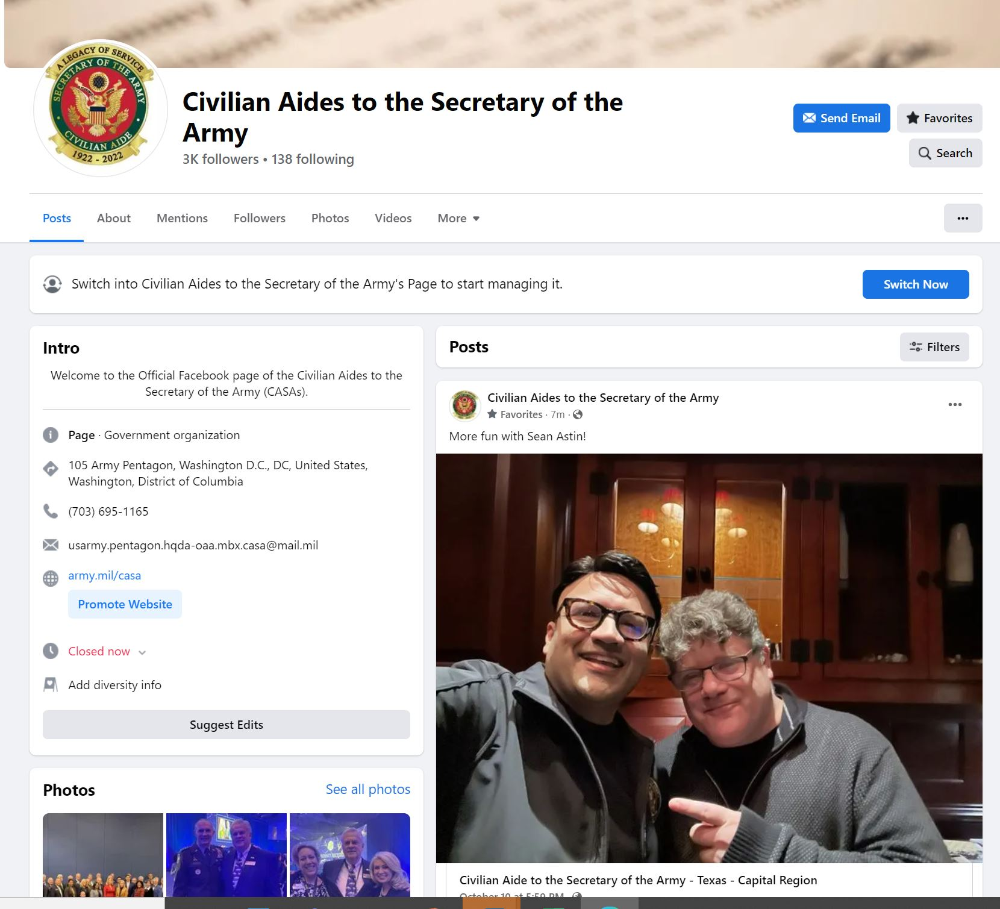 A LEGACY OF SERVICE
SECRETARY OF THE ARMY
CIVILIAN AIDE
1922 - 2022
Civilian Aides to the Secretary of the
Army
3K followers • 138 following
Send Email
Favorites
Search
Posts
About
Mentions
Followers
Photos
Videos
More
Switch into Civilian Aides to the Secretary of the Army's Page to start managing it.
Switch Now
Intro
Welcome to the Official Facebook page of the Civilian Aides to the
Secretary of the Army (CASAs).
Page · Government organization
105 Army Pentagon, Washington D.C., DC, United States,
Washington, District of Columbia
(703) 695-1165
usarmy.pentagon.hqda-oaa.mbx.casa@mail.mil
army.mil/casa
Promote Website
Closed now
Add diversity info
Suggest Edits
Photos
See all photos
Posts
Filters
Civilian Aides to the Secretary of the Army
Favorites · 7m ·
More fun with Sean Astin!
Civilian Aide to the Secretary of the Army - Texas - Capital Region
October 10 at 5:59 PM